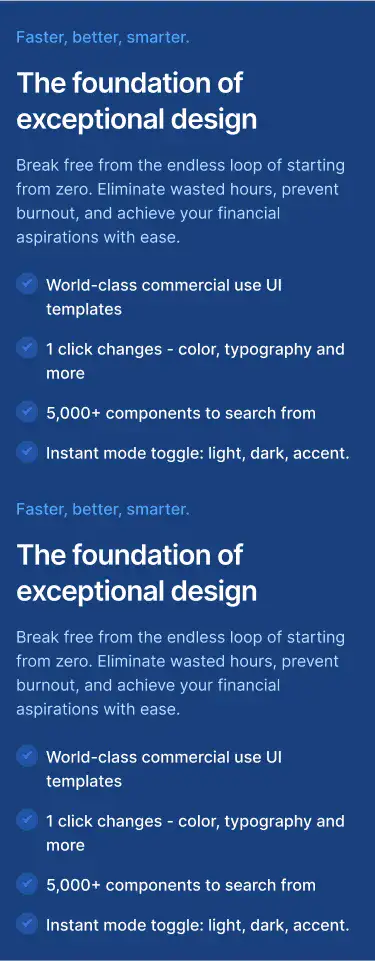 Faster, better, smarter.
The foundation of
exceptional design
Break free from the endless loop of starting
from zero. Eliminate wasted hours, prevent
burnout, and achieve your financial
aspirations with ease.
World-class commercial use UI
templates
1 click changes - color, typography and
more
5,000+ components to search from
Instant mode toggle: light, dark, accent.
Faster, better, smarter.
The foundation of
exceptional design
Break free from the endless loop of starting
from zero. Eliminate wasted hours, prevent
burnout, and achieve your financial
aspirations with ease.
World-class commercial use UI
templates
1 click changes - color, typography and
more
5,000+ components to search from
Instant mode toggle: light, dark, accent.